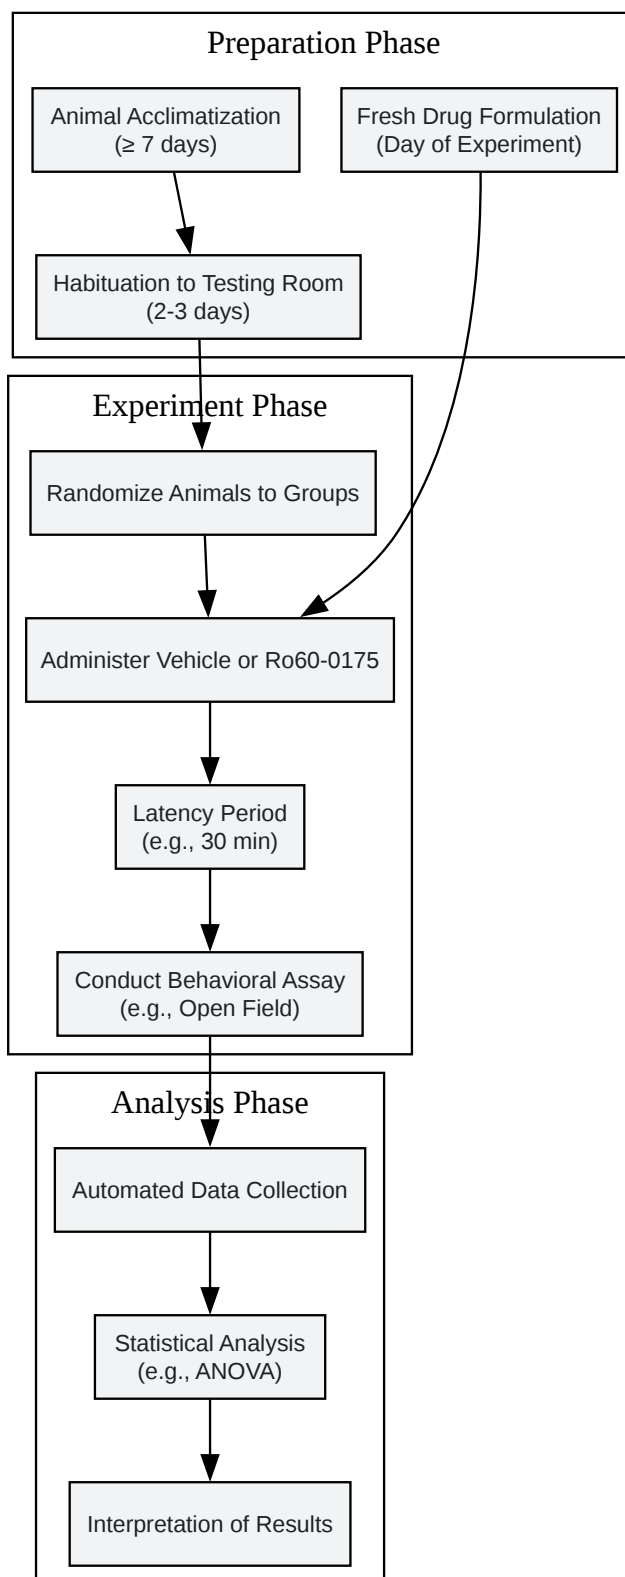 Preparation Phase
Animal Acclimatization
(≥ 7 days)
Fresh Drug Formulation
(Day of Experiment)
Habituation to Testing Room
(2-3 days)
Experiment Phase
Randomize Animals to Groups
Administer Vehicle or Ro60-0175
Latency Period
(e.g., 30 min)
Conduct Behavioral Assay
(e.g., Open Field)
Analysis Phase
Automated Data Collection
Statistical Analysis
(e.g., ANOVA)
Interpretation of Results